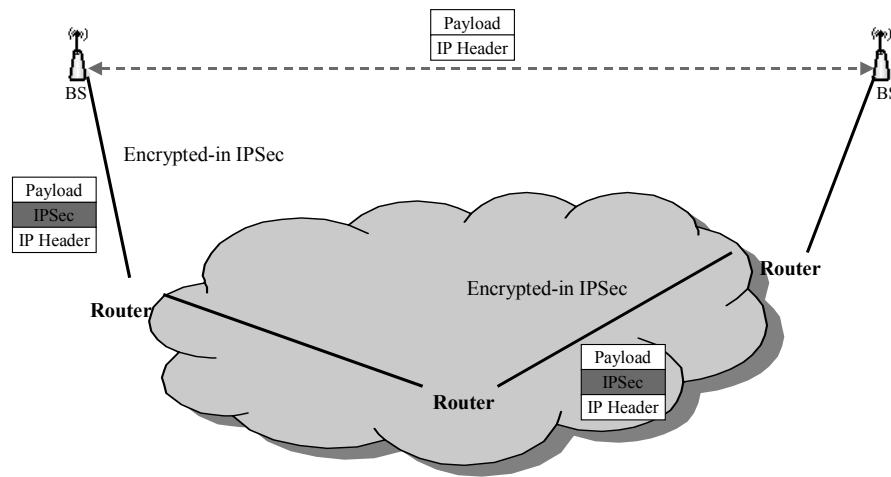 Payload
IP Header
BS
BS
Encrypted-in IPSec
Payload
IPSec
IP Header
Router
Encrypted-in IPSec
Router
Payload
IPSec
IP Header
Router